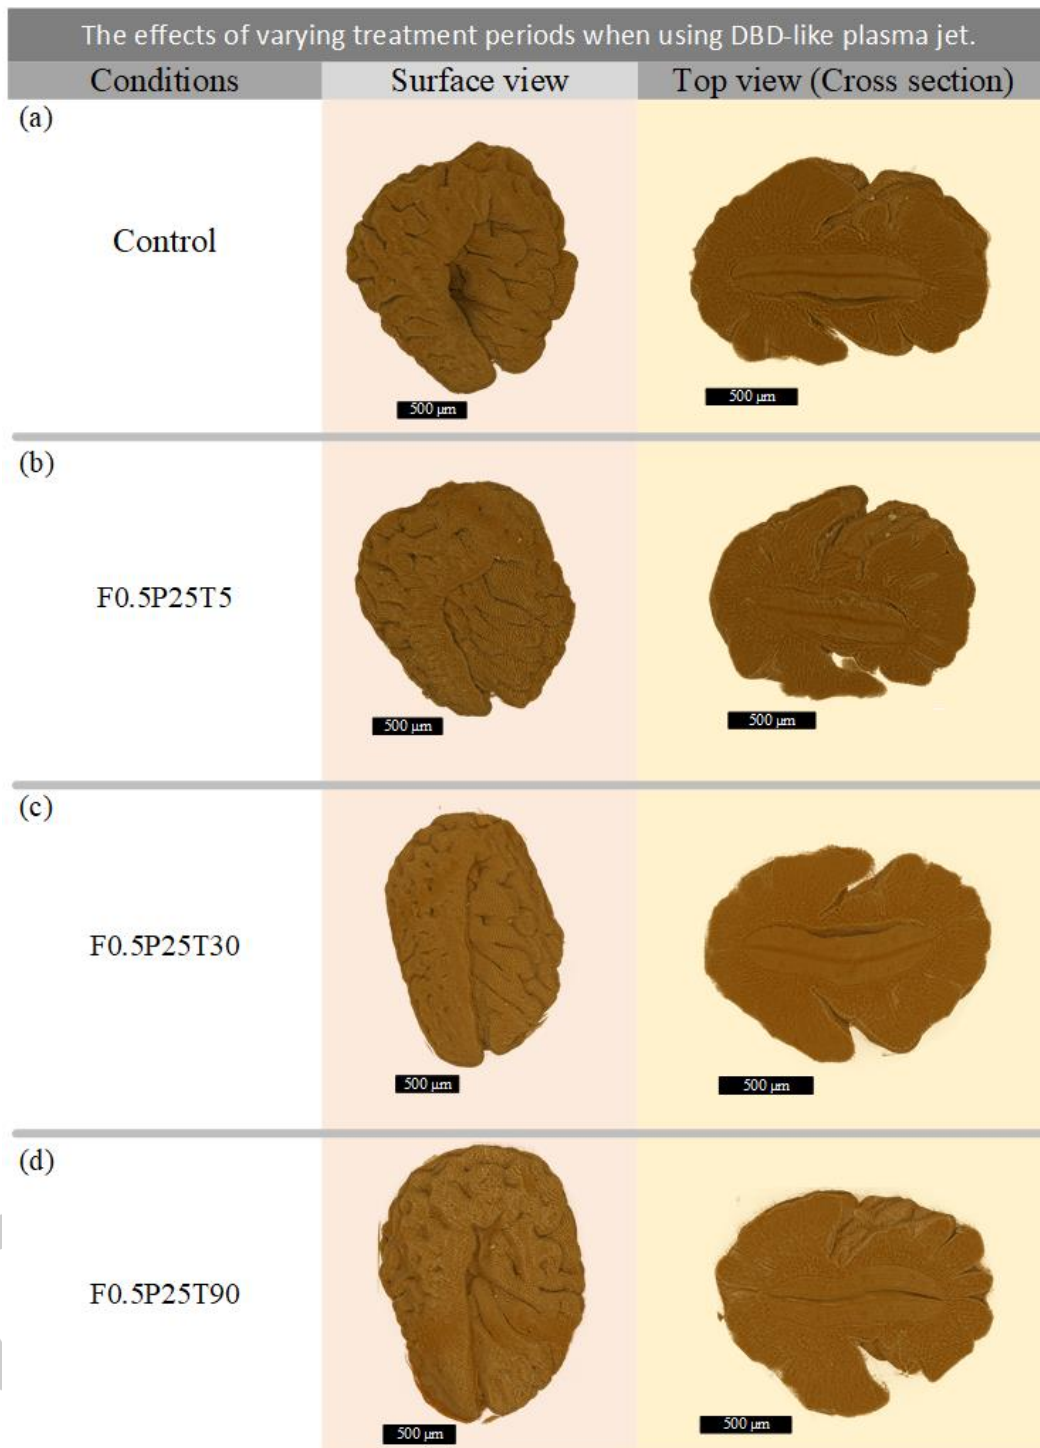 The effects of varying treatment periods when using DBD-like plasma jet.
Conditions Surface view Top view (Cross section)
(a)
Control
500 µm 500 µm
(b)
F0.5P25T5
500 µm 500 µm
(c)
F0.5P25T30
500 µm 500 µm
(d)
F0.5P25T90
500 µm 500 µm